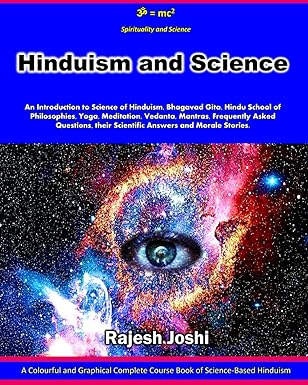 ॐ = mc²
Spirituality and Science
Hinduism and Science
An Introduction to Science of Hinduism, Bhagavad Gita, Hindu School of
Philosophies, Yoga, Meditation, Vedanta, Mantras, Frequently Asked
Questions, their Scientific Answers and Morale Stories.
Rajesh Joshi
A Colourful and Graphical Complete Course Book of Science-Based Hinduism